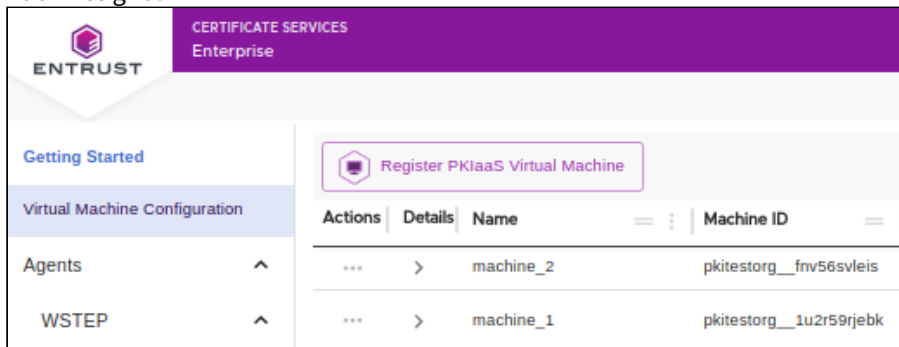 CERTIFICATE SERVICES
Enterprise
ENTRUST
Getting Started
Register PKIaaS Virtual Machine
Virtual Machine Configuration
Actions Details Name Machine ID
Agents
machine_2 pkitestorg__fnv56svleis
WSTEP
machine_1 pkitestorg__1u2r59rjebk